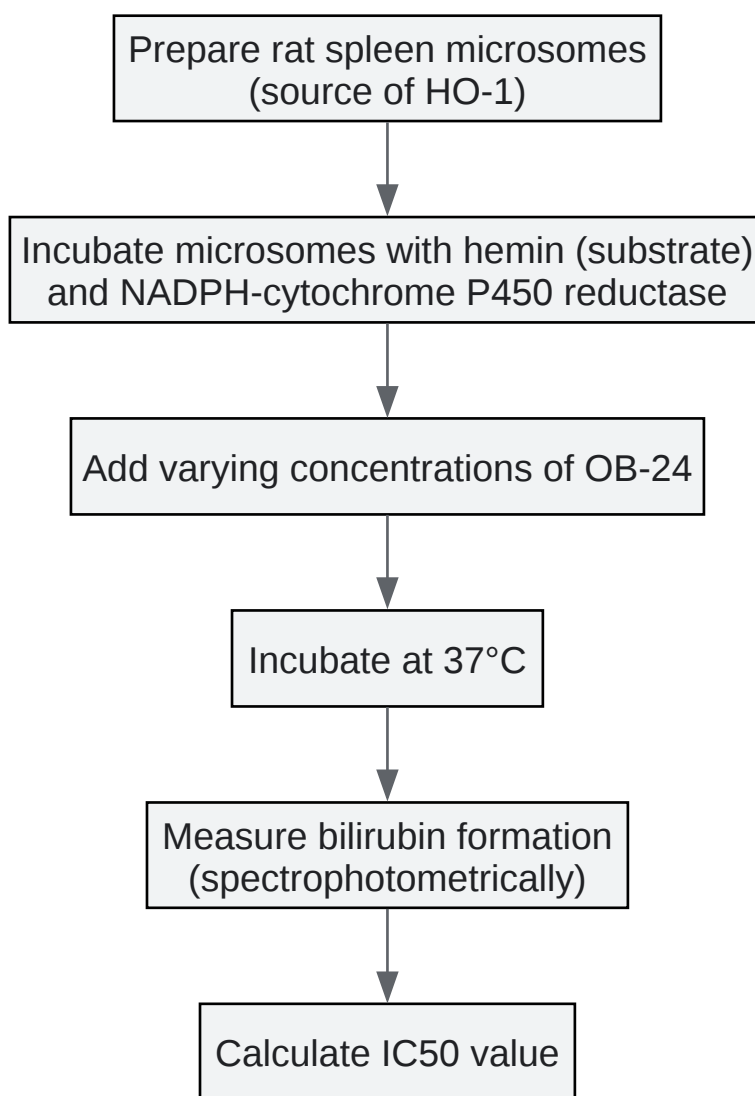 Prepare rat spleen microsomes
(source of HO-1)
Incubate microsomes with hemin (substrate)
and NADPH-cytochrome P450 reductase
Add varying concentrations of OB-24
Incubate at 37°C
Measure bilirubin formation
(spectrophotometrically)
Calculate IC50 value